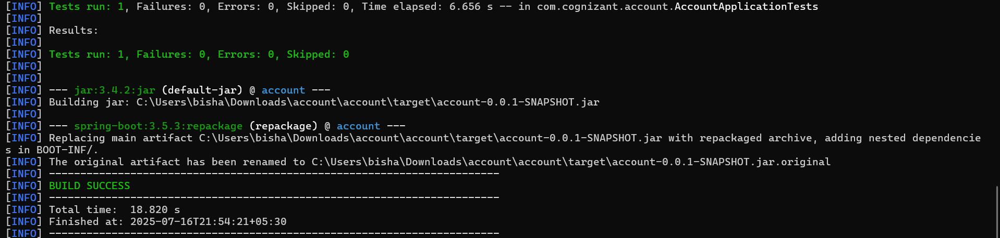 [INFO] Tests run: 1, Failures: 0, Errors: 0, Skipped: 0, Time elapsed: 6.656 s -- in com.cognizant.account.AccountApplicationTests
[INFO]
[INFO] Results:
[INFO]
[INFO] Tests run: 1, Failures: 0, Errors: 0, Skipped: 0
[INFO]
[INFO]
[INFO] --- jar:3.4.2:jar (default-jar) @ account ---
[INFO] Building jar: C:\Users\bisha\Downloads\account\account\target\account-0.0.1-SNAPSHOT.jar
[INFO]
[INFO] --- spring-boot:3.5.3:repackage (repackage) @ account ---
[INFO] Replacing main artifact C:\Users\bisha\Downloads\account\account\target\account-0.0.1-SNAPSHOT.jar with repackaged archive, adding nested dependencie
s in BOOT-INF/.
[INFO] The original artifact has been renamed to C:\Users\bisha\Downloads\account\account\target\account-0.0.1-SNAPSHOT.jar.original
[INFO] ------------------------------------------------------------------------
[INFO] BUILD SUCCESS
[INFO] ------------------------------------------------------------------------
[INFO] Total time:  18.820 s
[INFO] Finished at: 2025-07-16T21:54:21+05:30
[INFO] ------------------------------------------------------------------------